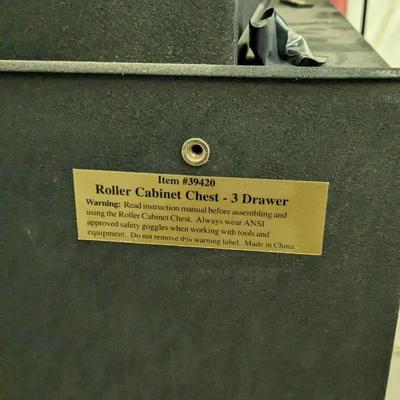 Item #39420
Roller Cabinet Chest - 3 Drawer
Warning: Read instruction manual before assembling and
using the Roller Cabinet Chest. Always wear ANSI
approved safety goggles when working with tools and
equipment. Do not remove this warning label. Made in China.